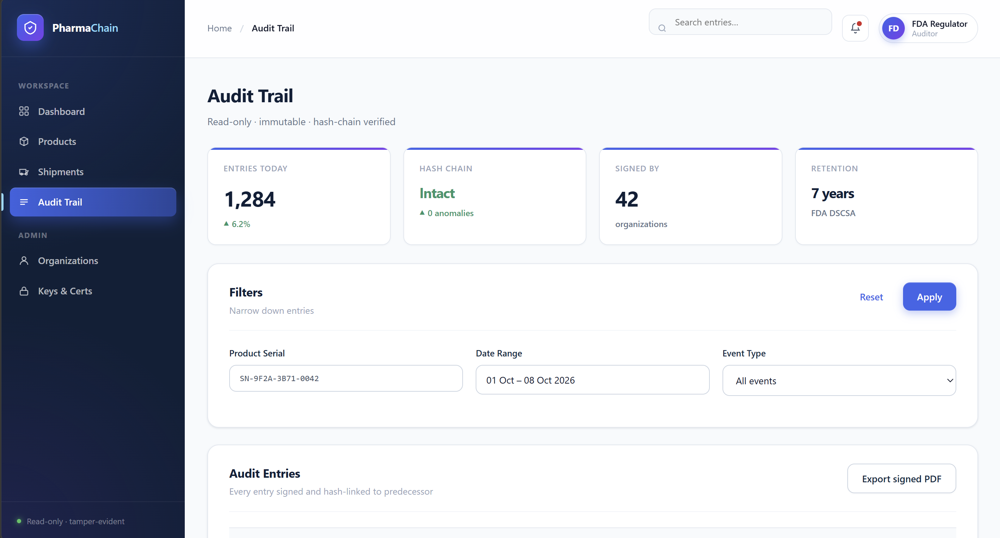 PharmaChain
WORKSPACE
Dashboard
Products
Shipments
Audit Trail
ADMIN
Organizations
Keys & Certs
Read-only · tamper-evident
Home / Audit Trail
Search entries...
FD
FDA Regulator
Auditor
Audit Trail
Read-only · immutable · hash-chain verified
ENTRIES TODAY
1,284
▲ 6.2%
HASH CHAIN
Intact
▲ 0 anomalies
SIGNED BY
42
organizations
RETENTION
7 years
FDA DSCSA
Filters
Narrow down entries
Reset
Apply
Product Serial
SN-9F2A-3B71-0042
Date Range
01 Oct – 08 Oct 2026
Event Type
All events
Audit Entries
Every entry signed and hash-linked to predecessor
Export signed PDF